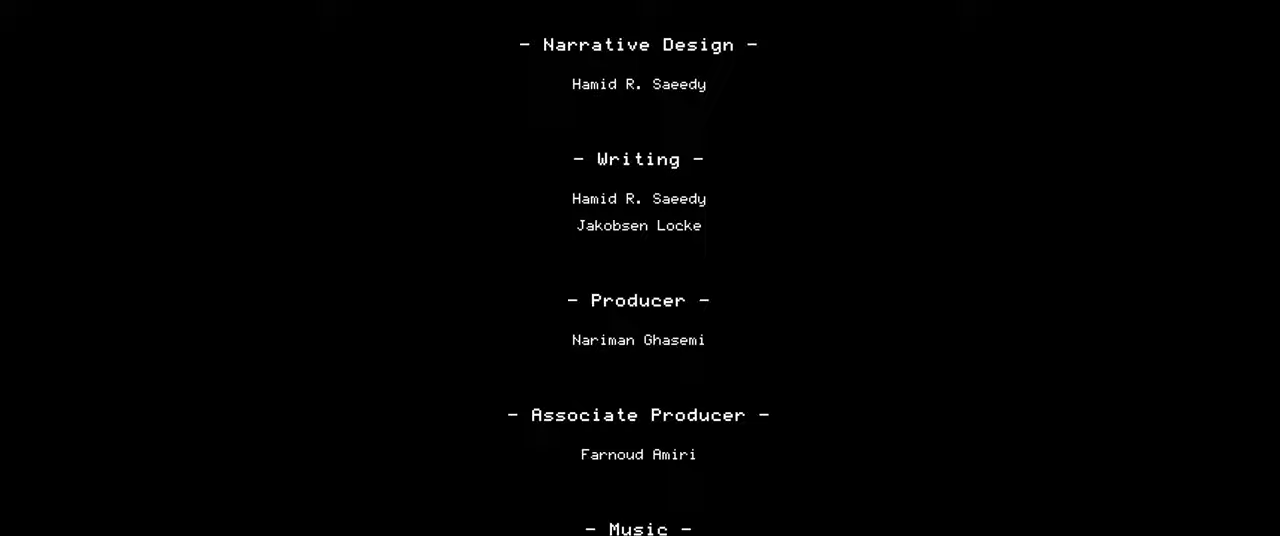 - Narrative Design -
Hamid R. Saeedy
- Writing -
Hamid R. Saeedy
Jakobsen Locke
- Producer -
Nariman Ghasemi
- Associate Producer -
Farnoud Amiri
- Music -